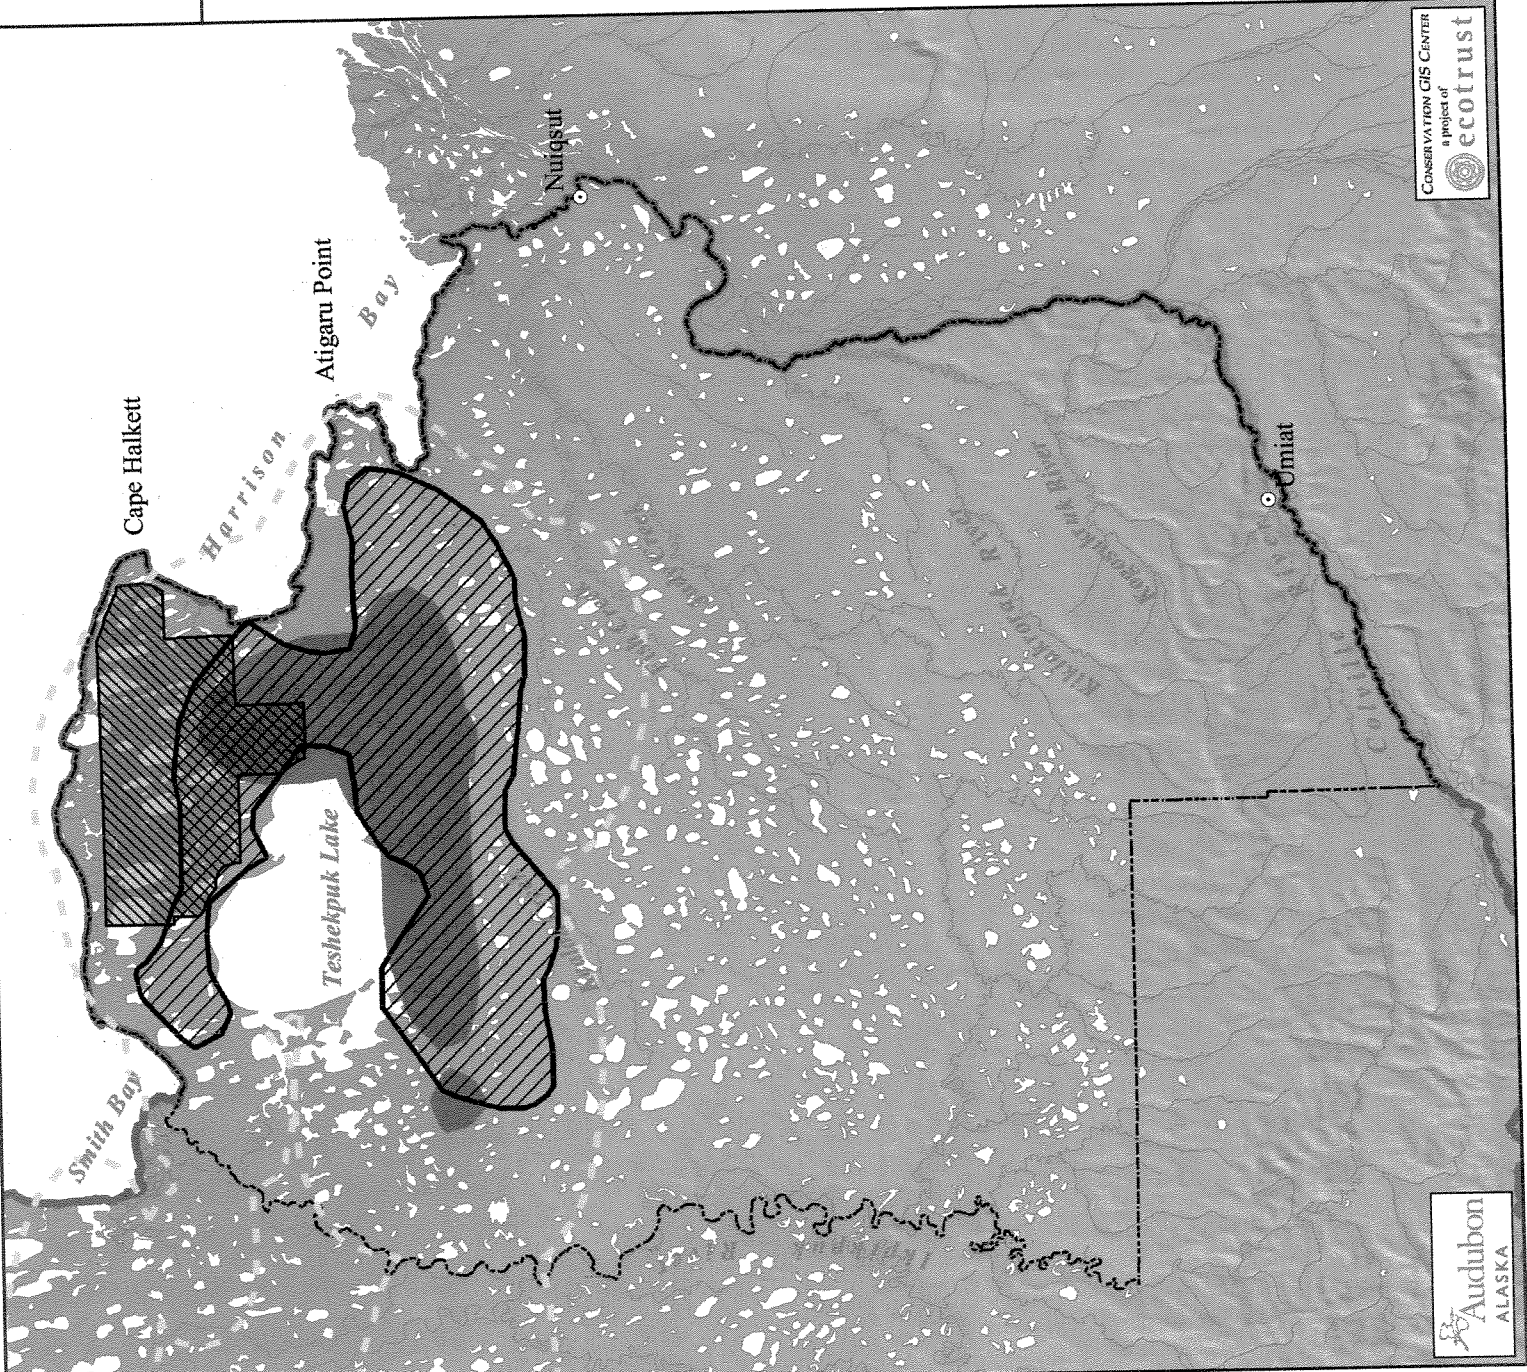 Cape Halkett
Harrison
Bay
Atigaru Point
Nuiqsut
Smith Bay
Teshekpuk Lake
Kikiakrorak River
Kogosukruk River
Umiat
Colville
River
Ikpikpuk
CONSERVATION GIS CENTER
a project of
ecotrust
Audubon
ALASKA